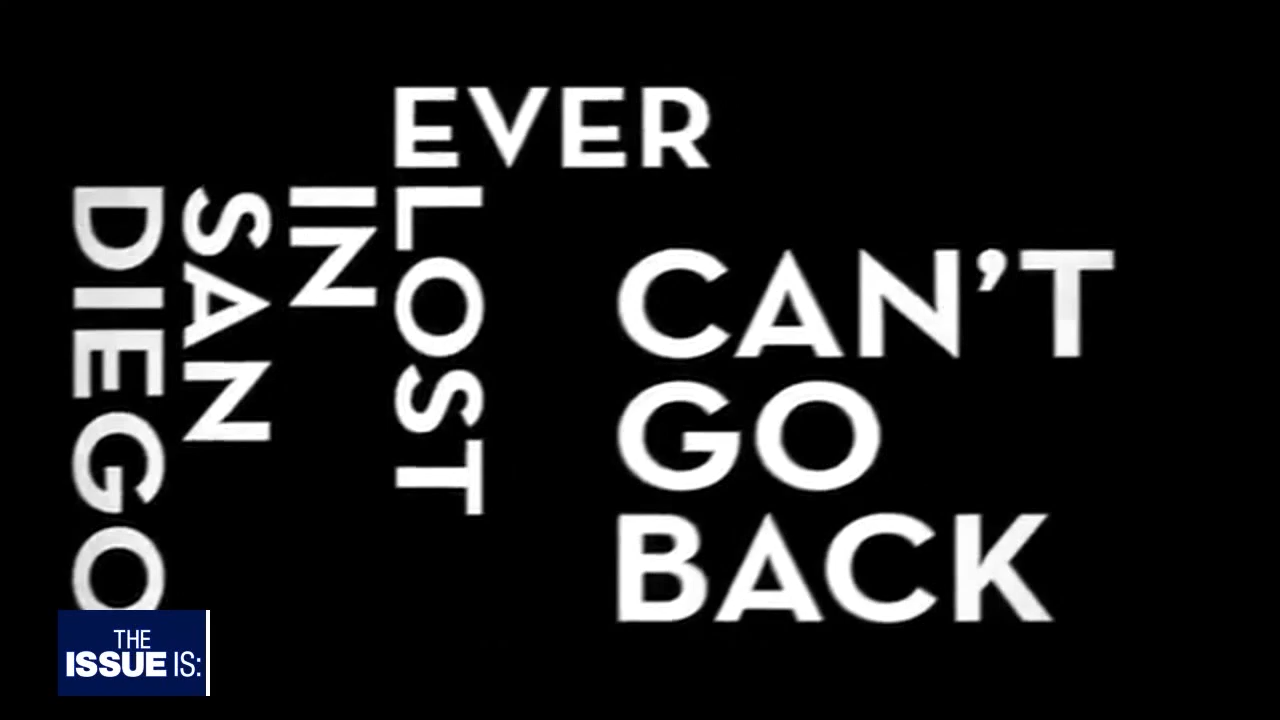 EVER
LOST
IN
SAN
DIEGO
CAN'T
GO
BACK
THE
ISSUE IS: